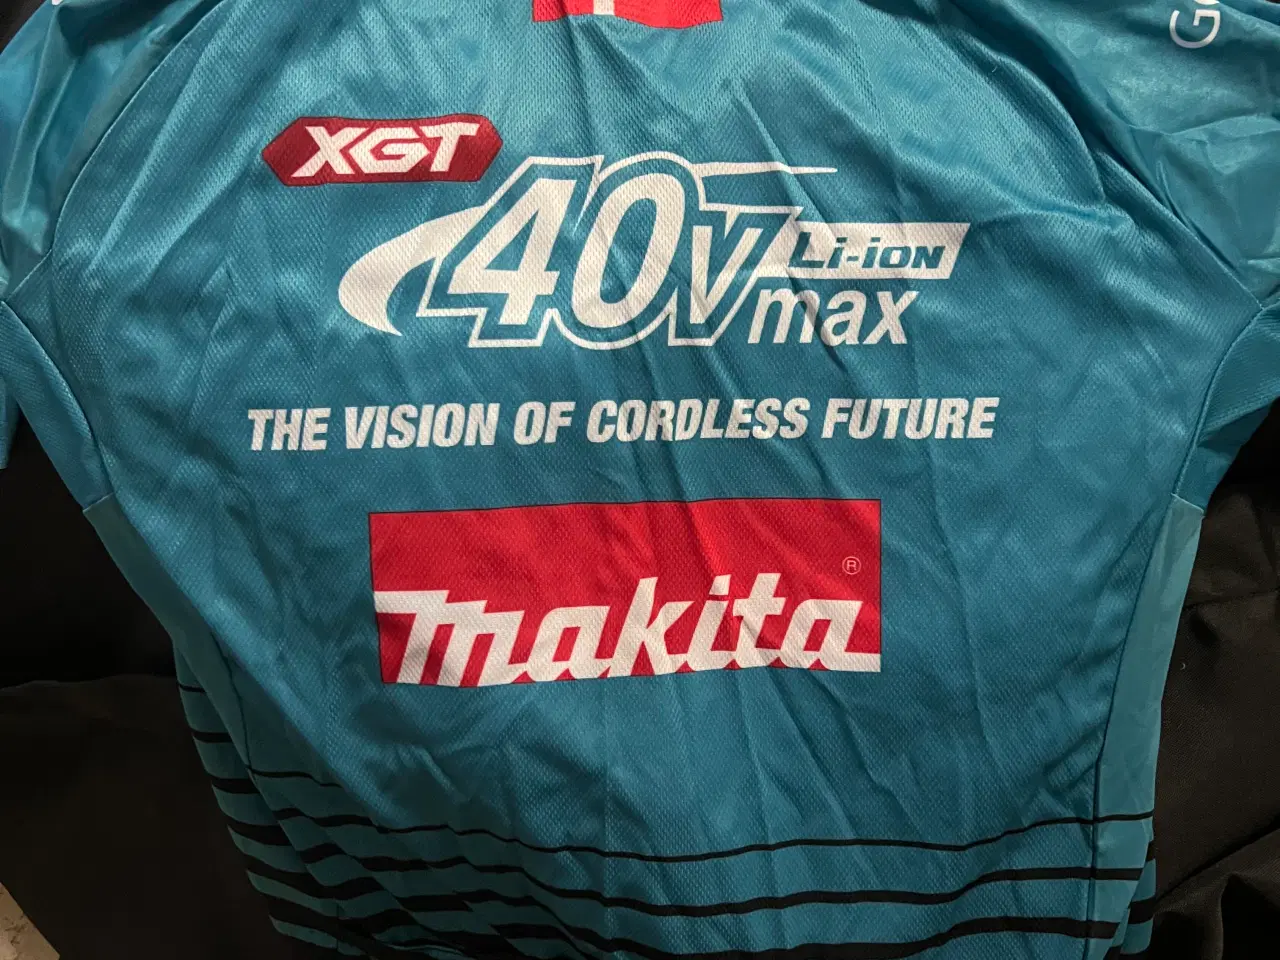 XGT
40V Li-ion
max
THE VISION OF CORDLESS FUTURE
makita ®